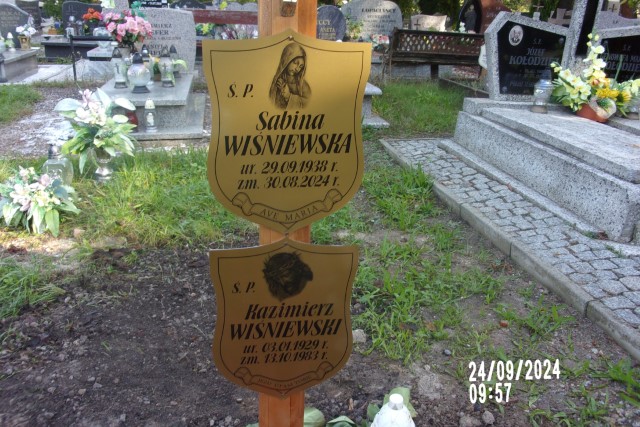 Ś. P.
Sabina
WIŚNIEWSKA
ur. 29.09.1938 r.
zm. 30.08.2024 r.
AVE MARIA
Ś. P.
Kazimierz
WIŚNIEWSKI
ur. 03.01.1929 r.
zm. 13.10.1983 r.
JÓZEF
24/09/2024
09:57